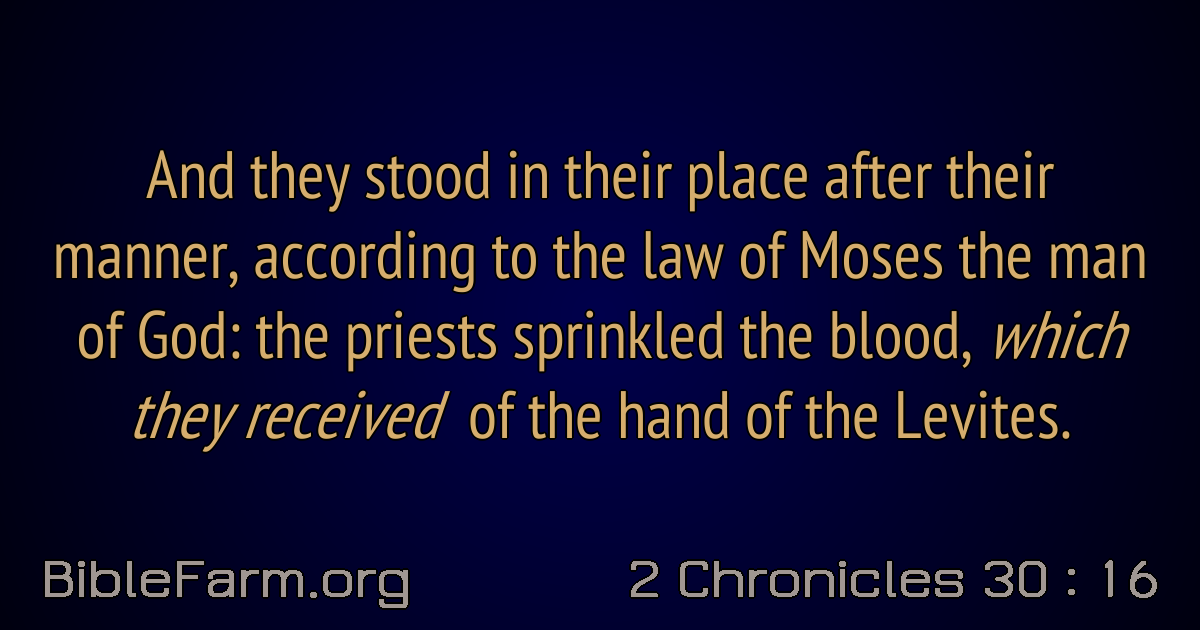 And they stood in their place after their
manner, according to the law of Moses the man
of God: the priests sprinkled the blood, which
they received of the hand of the Levites.
BibleFarm.org
2 Chronicles 30 : 16